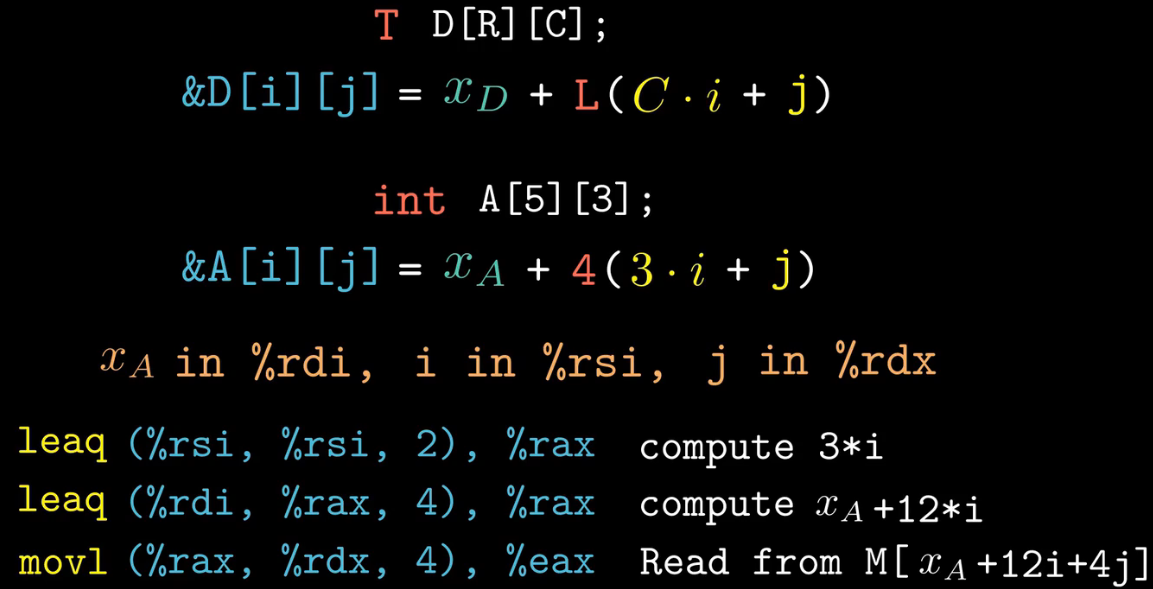 T D[R][C];
&D[i][j] = x_D + L(C · i + j)
int A[5][3];
&A[i][j] = x_A + 4(3 · i + j)
x_A in %rdi, i in %rsi, j in %rdx
leaq (%rsi, %rsi, 2), %rax compute 3*i
leaq (%rdi, %rax, 4), %rax compute x_A+12*i
movl (%rax, %rdx, 4), %eax Read from M[x_A+12i+4j]